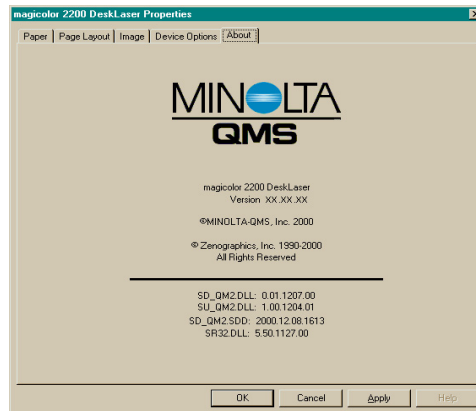 magicolor 2200 DeskLaser Properties
Paper Page Layout Image Device Options About
MINOLTA
QMS
magicolor 2200 DeskLaser
Version XX.XX.XX
©MINOLTA-QMS, Inc. 2000
© Zenographics, Inc. 1990-2000
All Rights Reserved
SD_QM2.DLL: 0.01.1207.00
SU_QM2.DLL: 1.00.1204.01
SD_QM2.SDD: 2000.12.08.1613
SR32.DLL: 5.50.1127.00
OK Cancel Apply Help